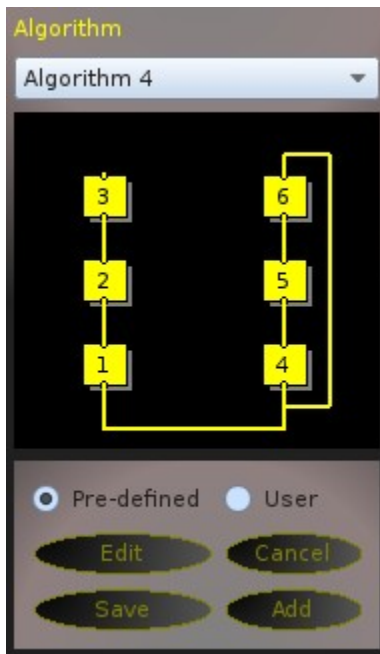 Algorithm
Algorithm 4
3 6
2 5
1 4
Pre-defined User
Edit Cancel
Save Add